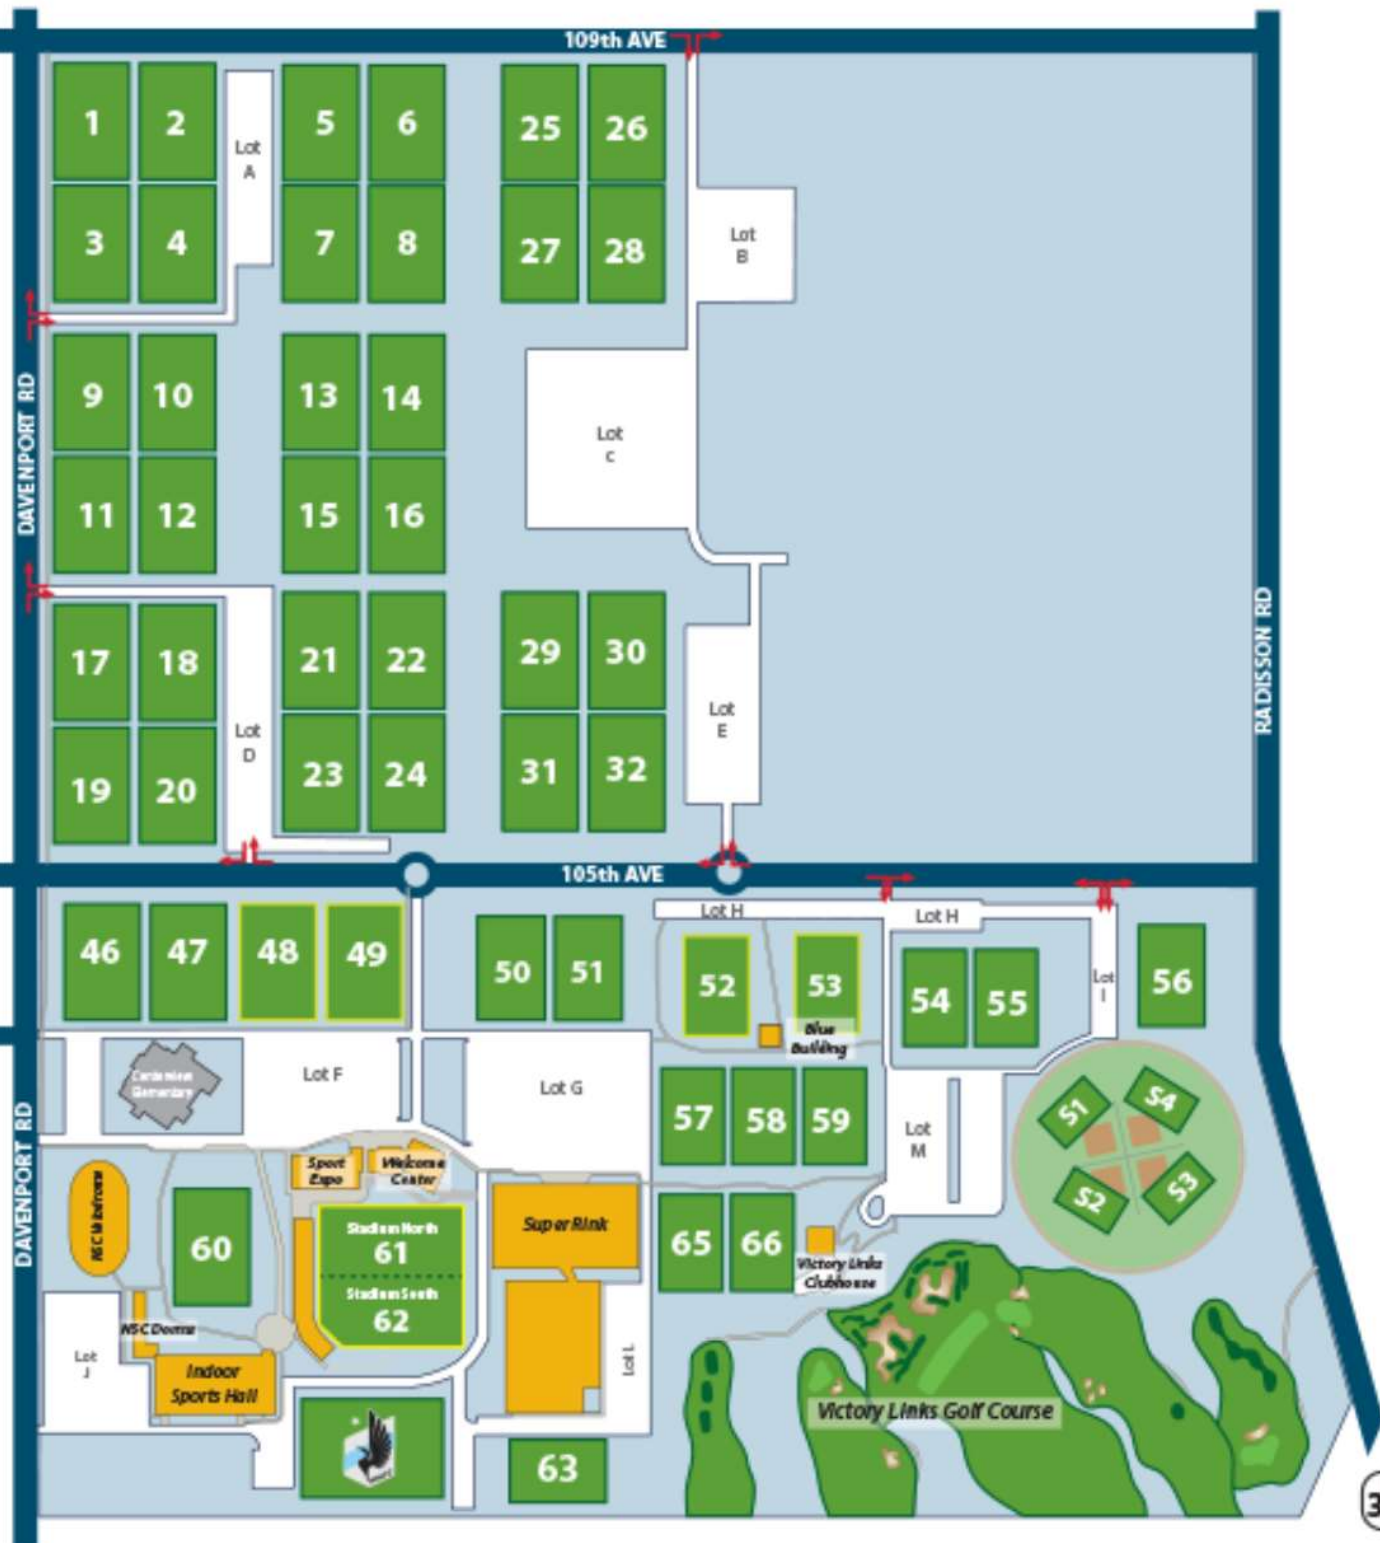 109th AVE
1 2
Lot
A
5 6
25 26
3 4
7 8
27 28
Lot
B
DAVENPORT RD
9 10
13 14
Lot
C
11 12
15 16
17 18
21 22
29 30
Lot
D
Lot
E
19 20
23 24
31 32
RADISSON RD
105th AVE
46 47 48 49
50 51
Lot H
Lot H
52 53
54 55
Lot
I
56
Blue
Building
Lot F
Lot G
57 58 59
Lot
M
S1 S4
S2 S3
DAVENPORT RD
Sport
Expo
Welcome
Center
60
Stadium North
61
Stadium South
62
Super Rink
65 66
Victory Links
Clubhouse
NSC Dome
Lot
J
Indoor
Sports Hall
Lot L
Victory Links Golf Course
63
3